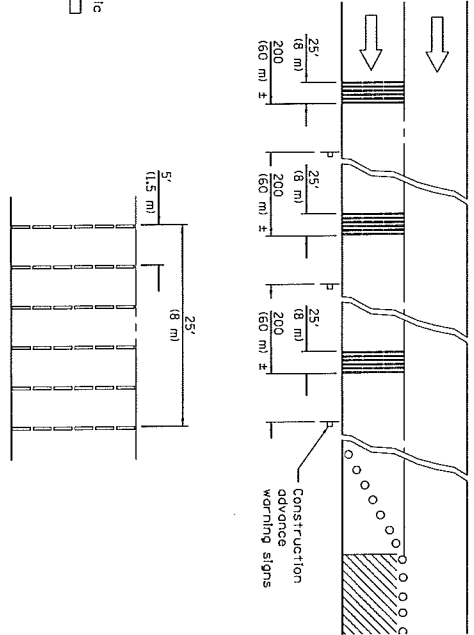 25'
(8 m)
200
(60 m) ±
25'
(8 m)
200
(60 m) ±
25'
(8 m)
200
(60 m) ±
Construction
advance
warning signs
5'
(1.5 m)
25'
(8 m)